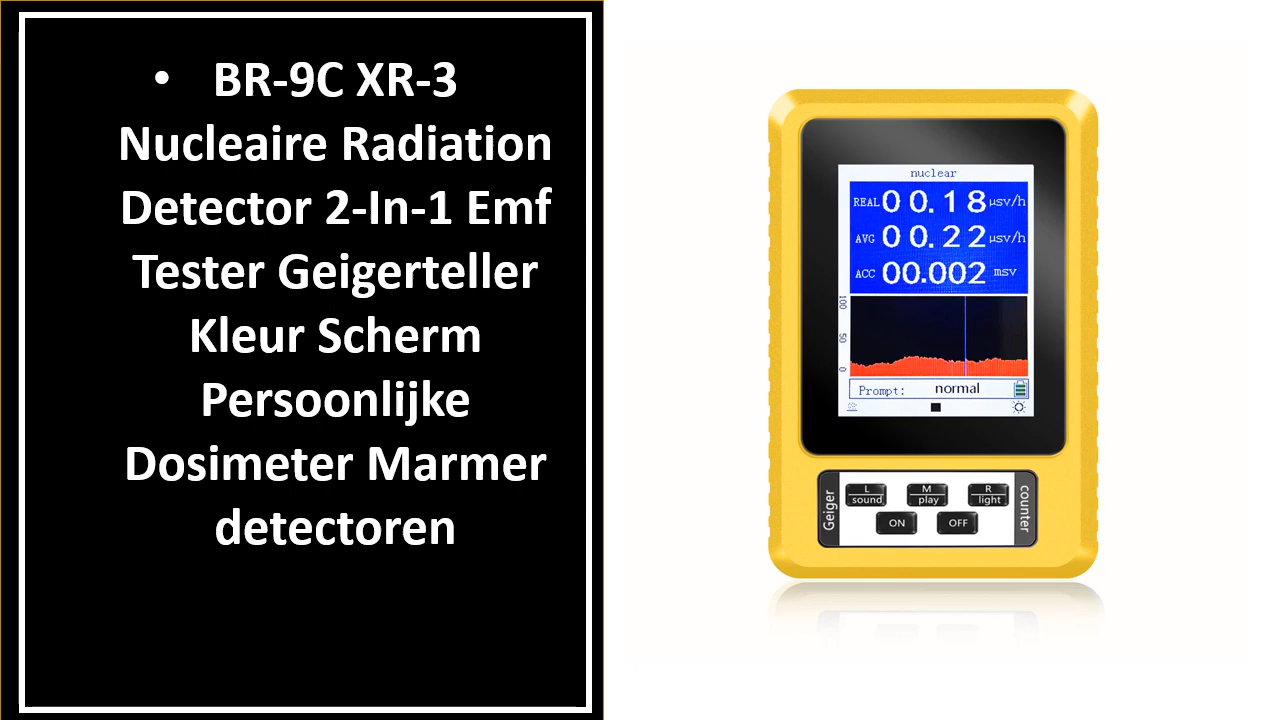 • BR-9C XR-3
Nucleaire Radiation
Detector 2-In-1 Emf
Tester Geigerteller
Kleur Scherm
Persoonlijke
Dosimeter Marmer
detectoren
nuclear
REAL 00.18 μsv/h
AVG 00.22 μsv/h
ACC 00.002 msv
100
50
0
Prompt: normal
Geiger
L sound
M play
R light
ON OFF
counter